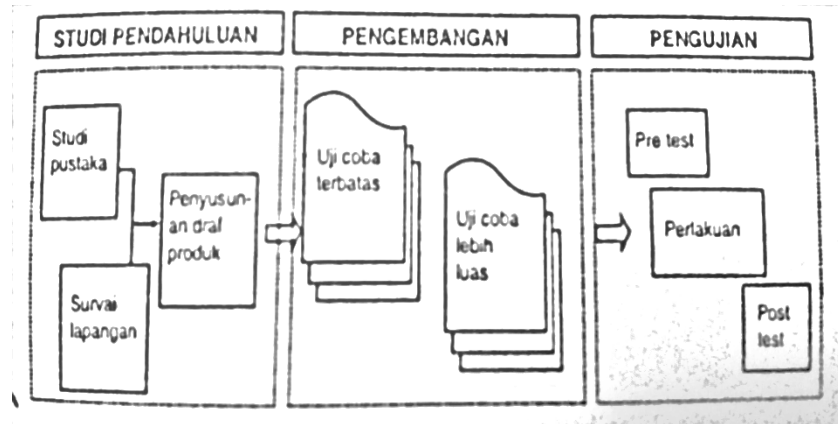 STUDI PENDAHULUAN
PENGEMBANGAN
PENGUJIAN
Studi
pustaka
Penyusun-
an draf
produk
Survai
lapangan
Uji coba
terbatas
Uji coba
lebih
luas
Pre test
Perlakuan
Post
test